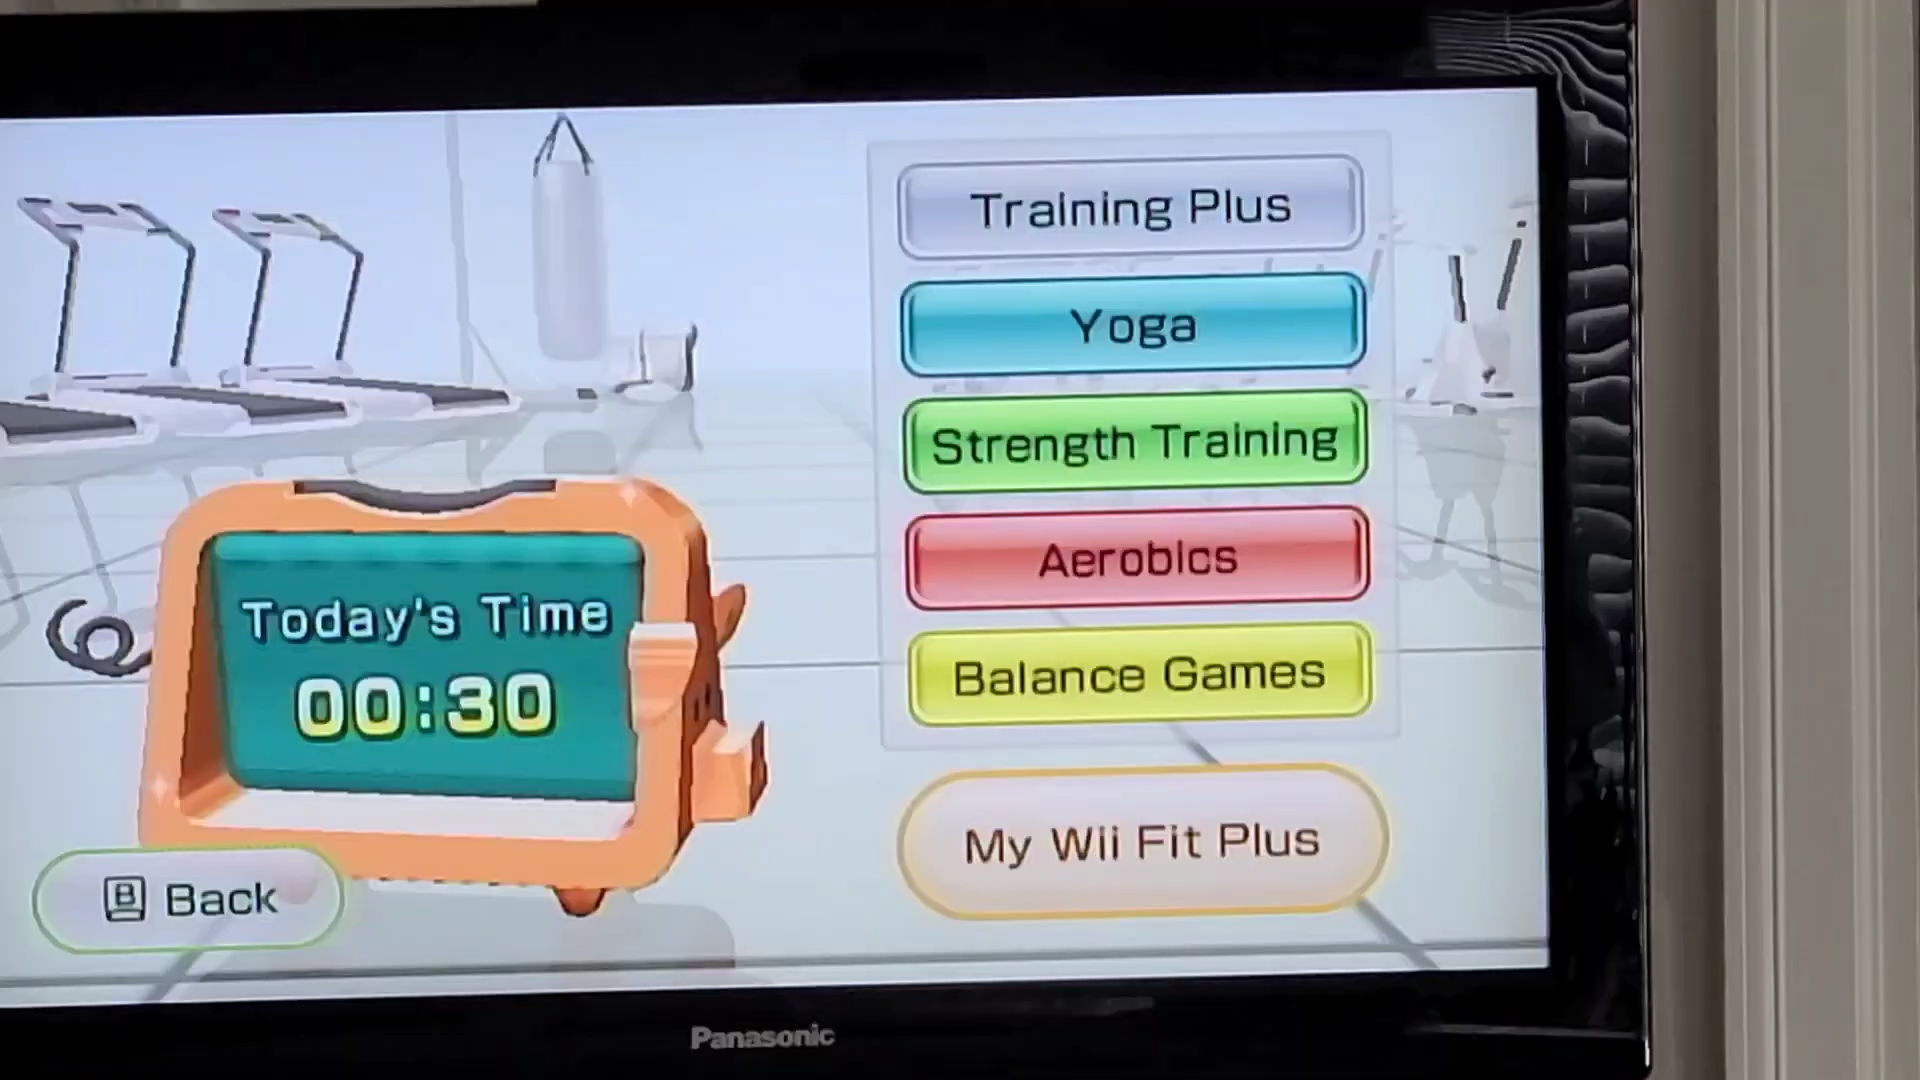 Training Plus
Yoga
Strength Training
Aerobics
Balance Games
My Wii Fit Plus
Today's Time
00:30
B Back
Panasonic